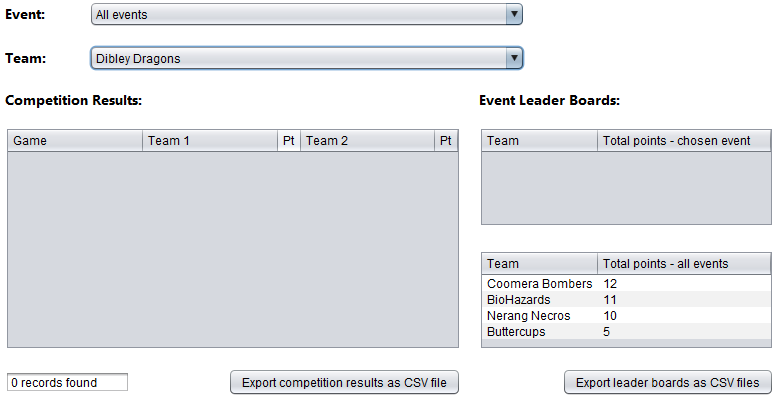 Event: All events
Team: Dibley Dragons
Competition Results:
Event Leader Boards:
Game Team 1 Pt Team 2 Pt
Team Total points - chosen event
Team Total points - all events
Coomera Bombers 12
BioHazards 11
Nerang Necros 10
Buttercups 5
0 records found
Export competition results as CSV file
Export leader boards as CSV files